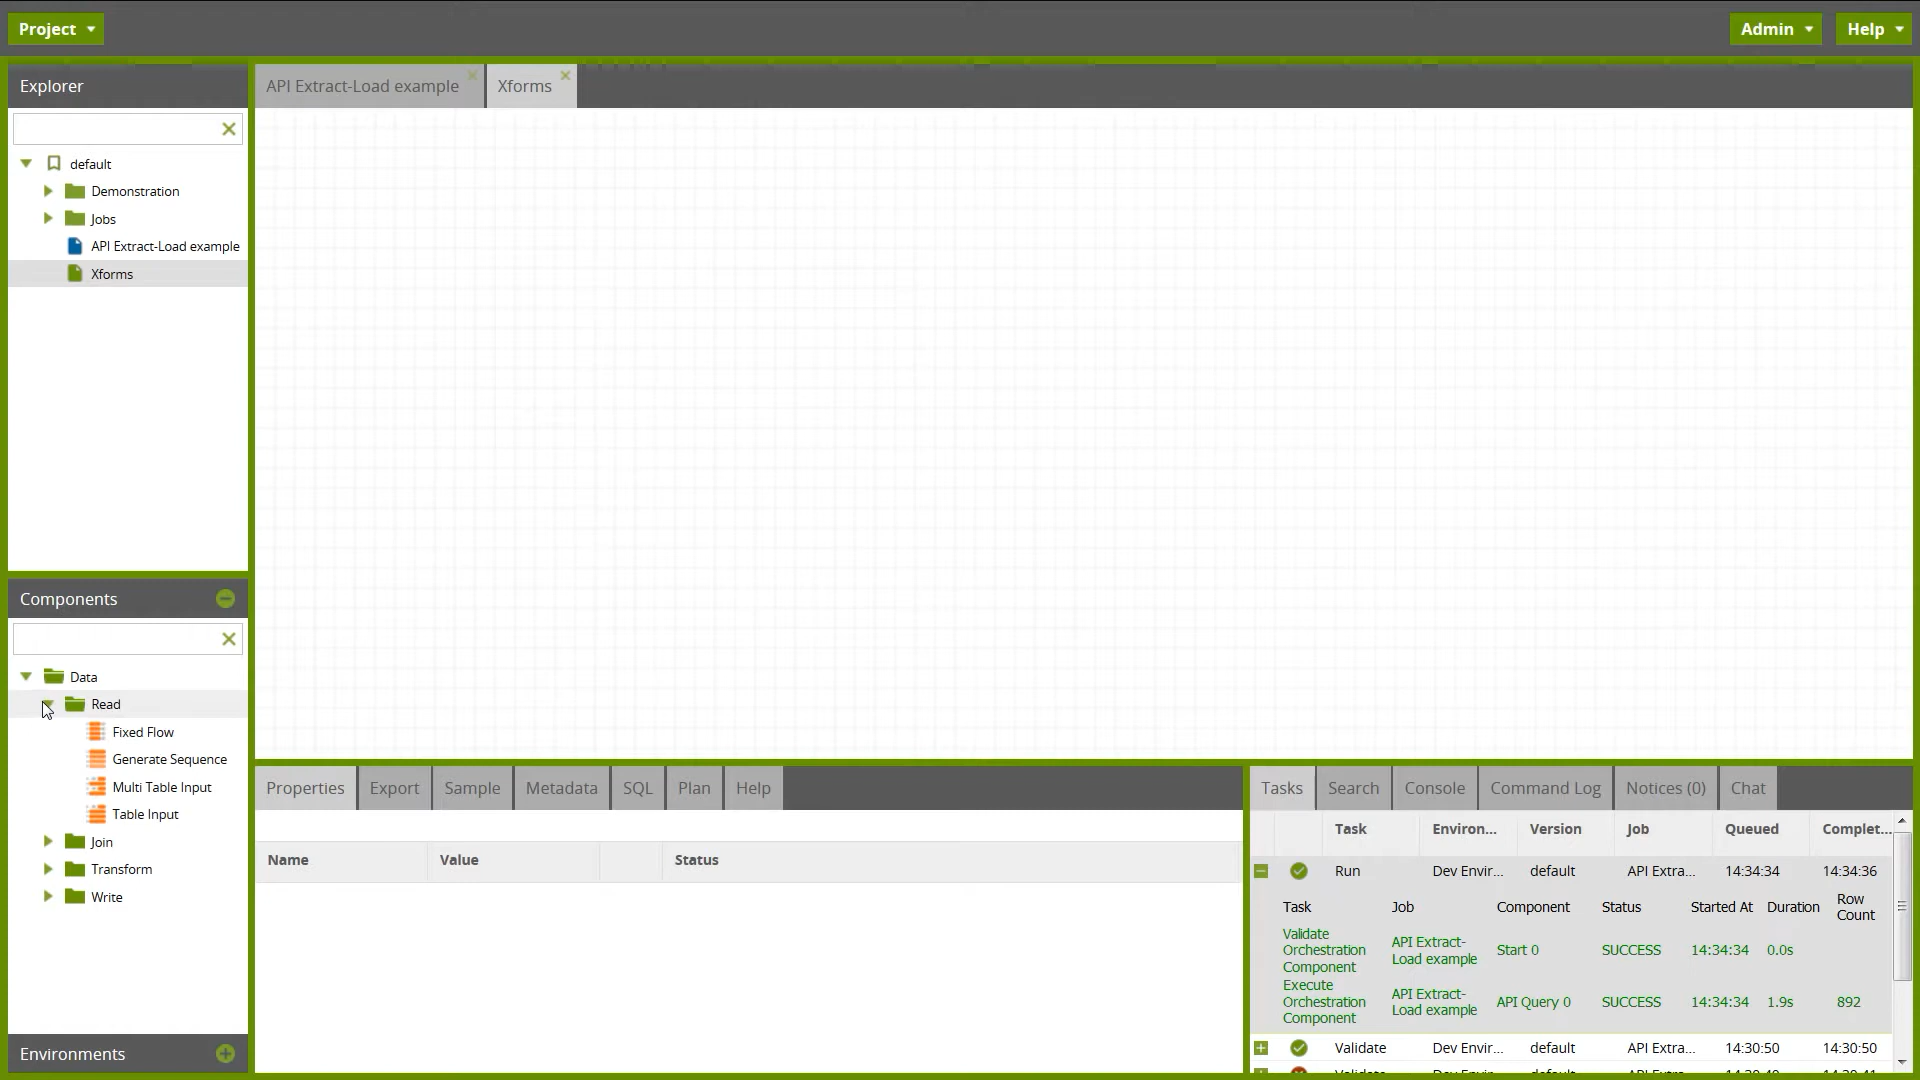 Project
Admin
Help
Explorer
API Extract-Load example
Xforms
default
Demonstration
Jobs
API Extract-Load example
Xforms
Components
Data
Read
Fixed Flow
Generate Sequence
Multi Table Input
Table Input
Join
Transform
Write
Environments
Properties
Export
Sample
Metadata
SQL
Plan
Help
Name
Value
Status
Tasks
Search
Console
Command Log
Notices (0)
Chat
Task
Environ...
Version
Job
Queued
Complet...
Run
Dev Envir...
default
API Extra...
14:34:34
14:34:36
Task
Job
Component
Status
Started At
Duration
Row
Count
Validate
Orchestration
Component
API Extract-
Load example
Start 0
SUCCESS
14:34:34
0.0s
Execute
Orchestration
Component
API Extract-
Load example
API Query 0
SUCCESS
14:34:34
1.9s
892
Validate
Dev Envir...
default
API Extra...
14:30:50
14:30:50